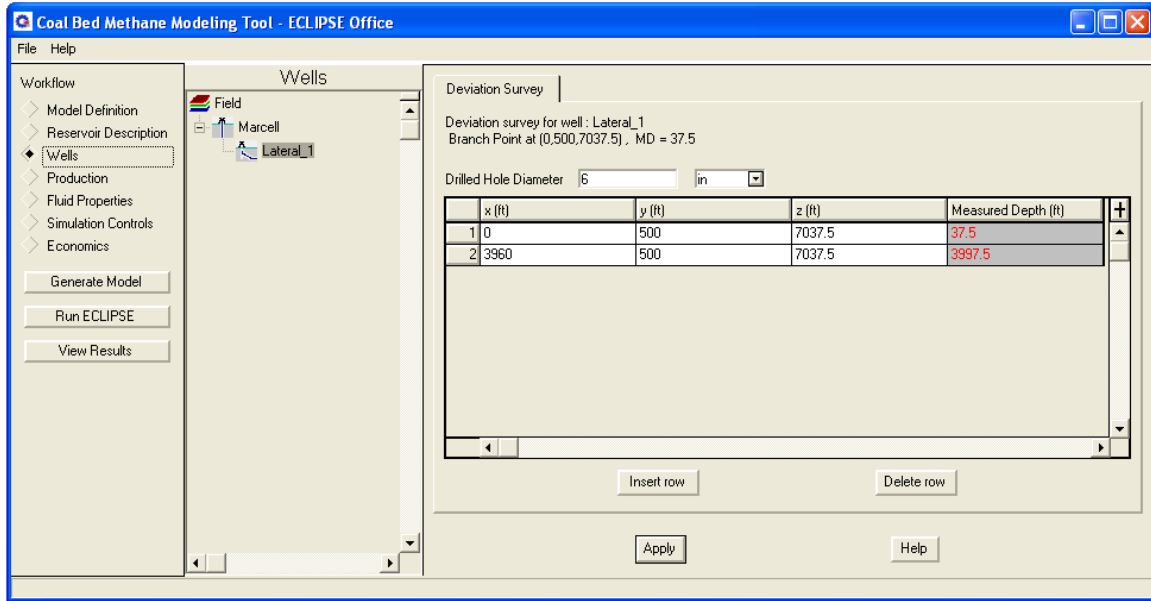 Coal Bed Methane Modeling Tool - ECLIPSE Office
File Help
Workflow
Model Definition
Reservoir Description
Wells
Production
Fluid Properties
Simulation Controls
Economics
Generate Model
Run ECLIPSE
View Results
Wells
Field
Marcell
Lateral_1
Deviation Survey
Deviation survey for well : Lateral_1
Branch Point at (0,500,7037.5) , MD = 37.5
Drilled Hole Diameter 6 in
x (ft) y (ft) z (ft) Measured Depth (ft)
1 0 500 7037.5 37.5
2 3960 500 7037.5 3997.5
Insert row Delete row
Apply Help